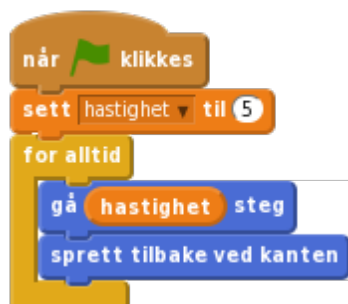 når klikkes
sett hastighet til 5
for alltid
gå hastighet steg
sprett tilbake ved kanten